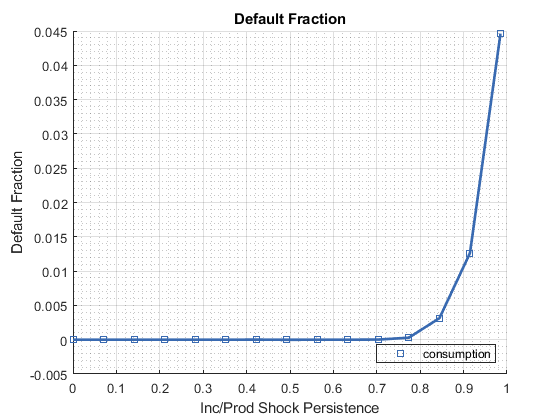 Default Fraction
0.045
0.04
0.035
0.03
0.025
0.02
0.015
0.01
0.005
0
-0.005
Default Fraction
0 0.1 0.2 0.3 0.4 0.5 0.6 0.7 0.8 0.9 1
Inc/Prod Shock Persistence
consumption